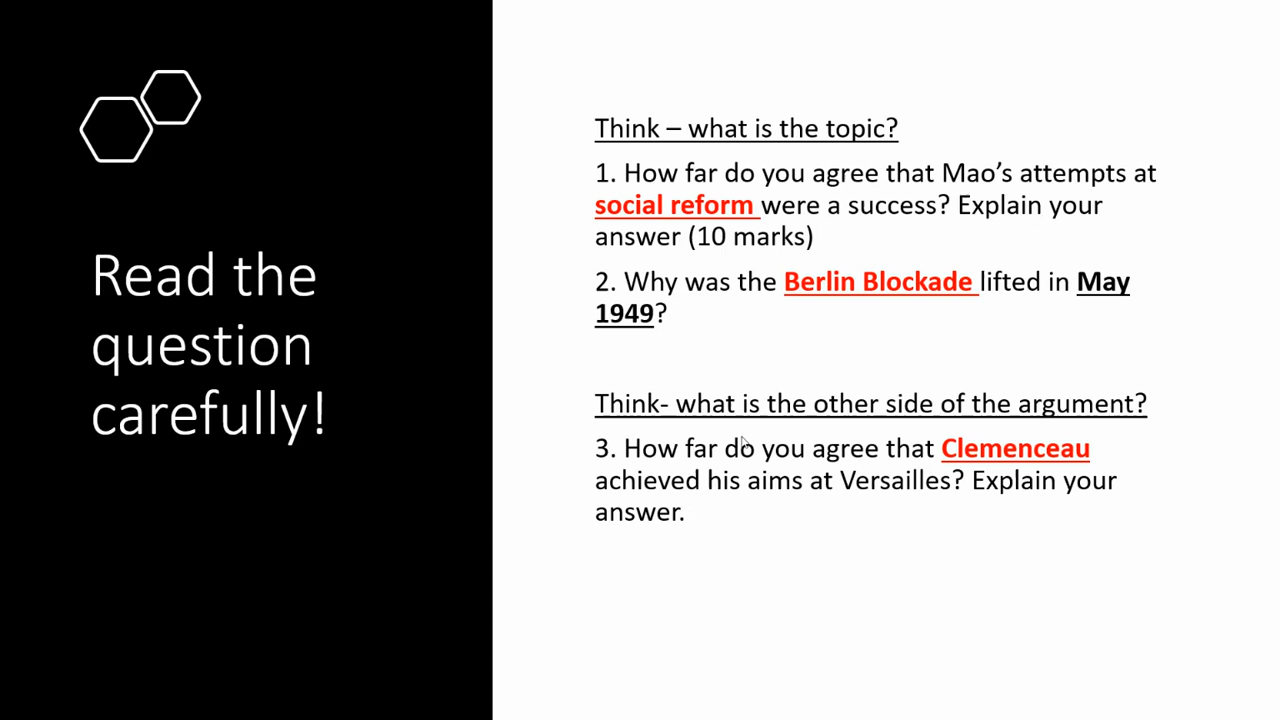 Read the
question
carefully!
Think – what is the topic?
1. How far do you agree that Mao’s attempts at
social reform were a success? Explain your
answer (10 marks)
2. Why was the Berlin Blockade lifted in May
1949?
Think- what is the other side of the argument?
3. How far do you agree that Clemenceau
achieved his aims at Versailles? Explain your
answer.